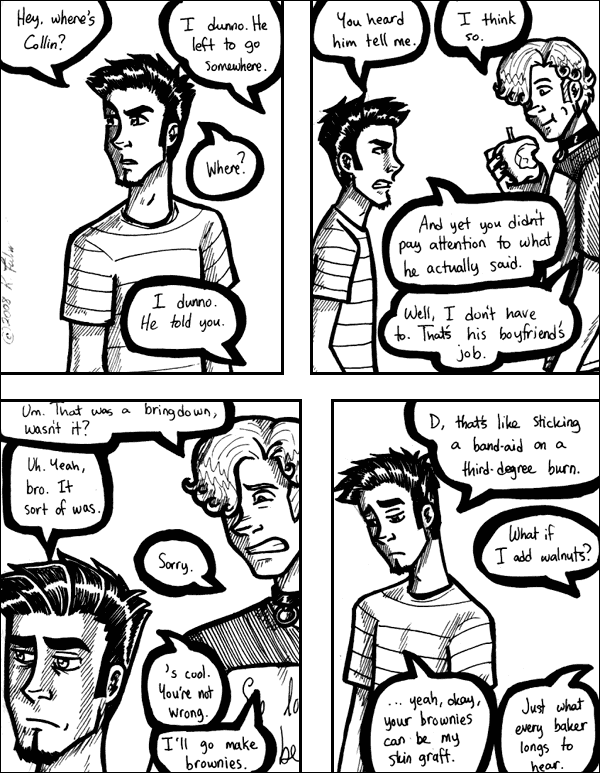 Hey, where's
Collin?
I dunno. He
left to go
somewhere.
Where?
I dunno.
He told you.
© 2008 K
You heard
him tell me.
I think
so.
And yet you didn't
pay attention to what
he actually said.
Well, I don't have
to. That's his boyfriend's
job.
Um. That was a bringdown,
wasn't it?
Uh. Yeah,
bro. It
sort of was.
Sorry.
's cool.
You're not
wrong.
I'll go make
brownies.
be
D, that's like sticking
a band-aid on a
third-degree burn.
What if
I add walnuts?
... yeah, okay,
your brownies
can be my
skin graft.
Just what
every baker
longs to
hear.